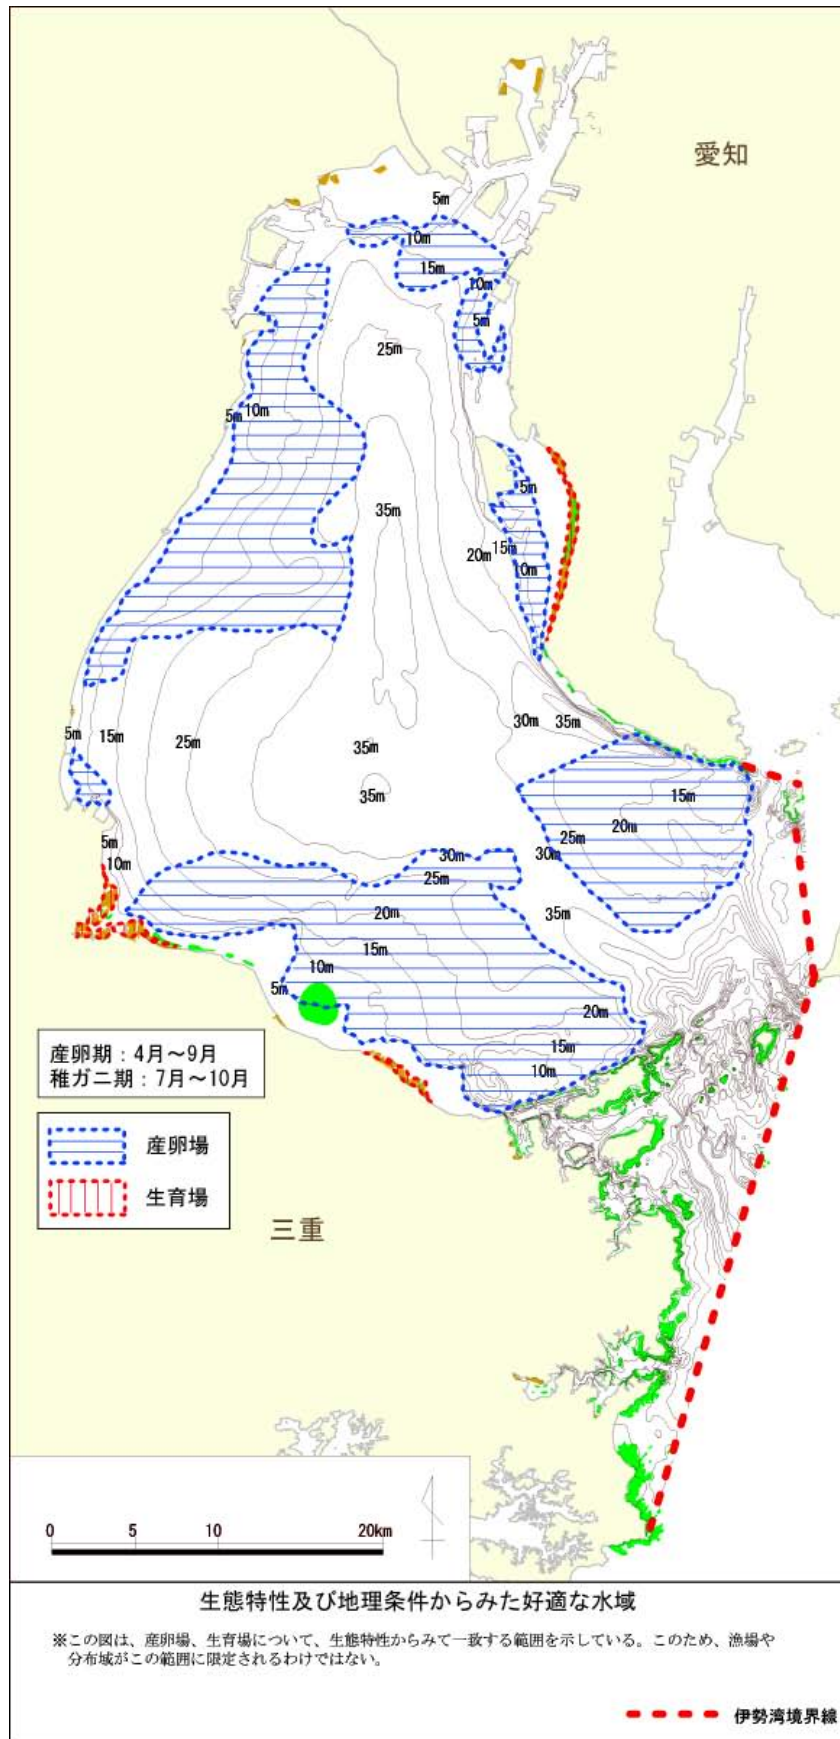 愛知
5m
10m
15m
10m
5m
25m
5m
10m
5m
35m
15m
20m
10m
30m
35m
5m
15m
25m
35m
15m
35m
20m
25m
5m
30m
30m
10m
25m
20m
35m
15m
10m
5m
20m
15m
10m
産卵期：4月～9月
稚ガニ期：7月～10月
産卵場
生育場
三重
0 5 10 20km
生態特性及び地理条件からみた好適な水域
※この図は、産卵場、生育場について、生態特性からみて一致する範囲を示している。このため、漁場や
分布域がこの範囲に限定されるわけではない。
伊勢湾境界線